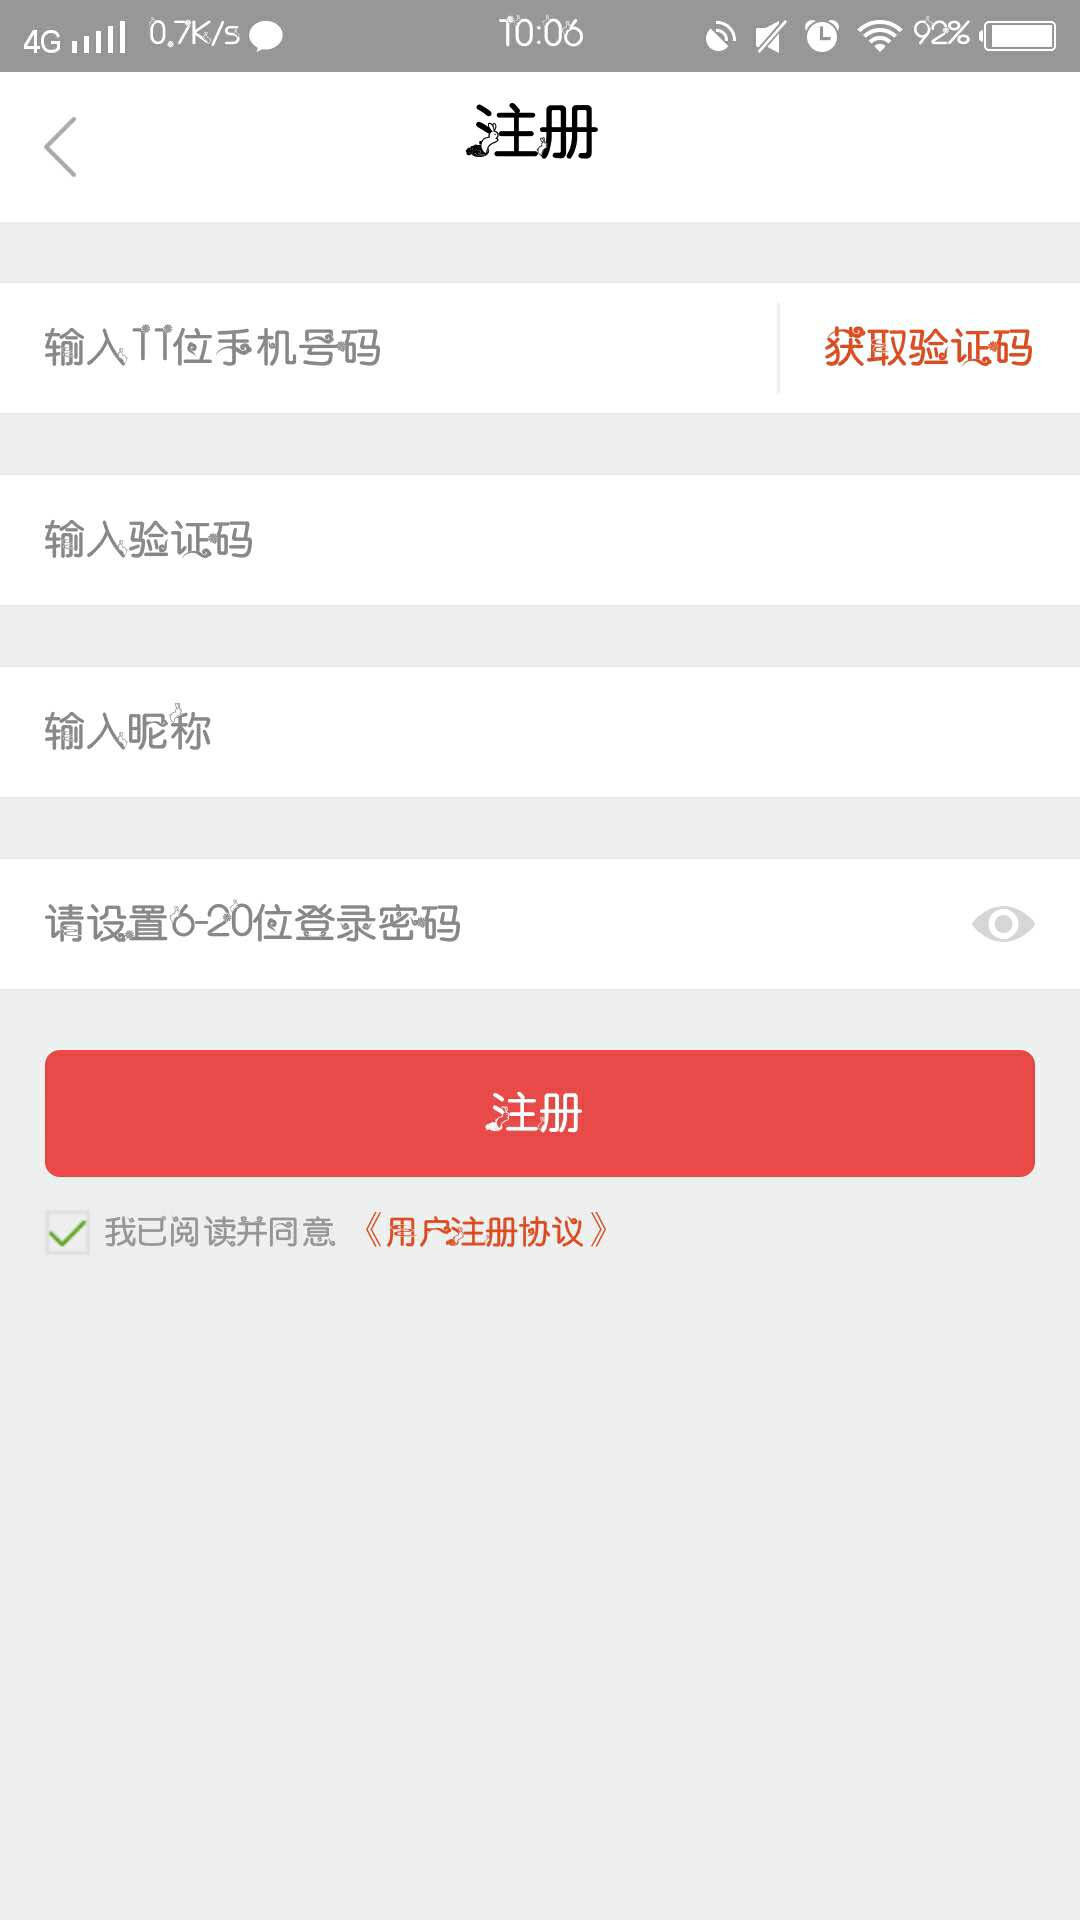 4G 0.7K/s 10:06 92%
注册
输入11位手机号码 获取验证码
输入验证码
输入昵称
请设置6-20位登录密码
注册
我已阅读并同意 《用户注册协议》